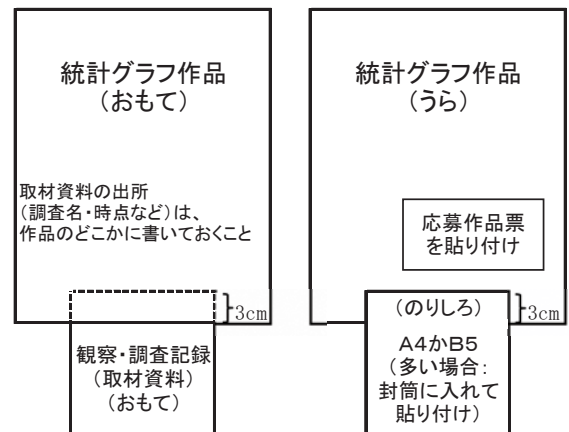 統計グラフ作品
（おもて）
取材資料の出所
（調査名・時点など）は、
作品のどこかに書いておくこと
3cm
観察・調査記録
（取材資料）
（おもて）
統計グラフ作品
（うら）
応募作品票
を貼り付け
（のりしろ）
3cm
A4かB5
（多い場合：
封筒に入れて
貼り付け）